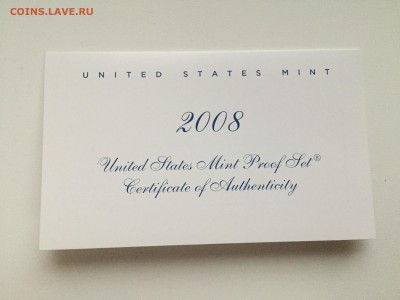 COINS.LAVE.RU
UNITED STATES MINT
2008
United States Mint Proof Set®
Certificate of Authenticity